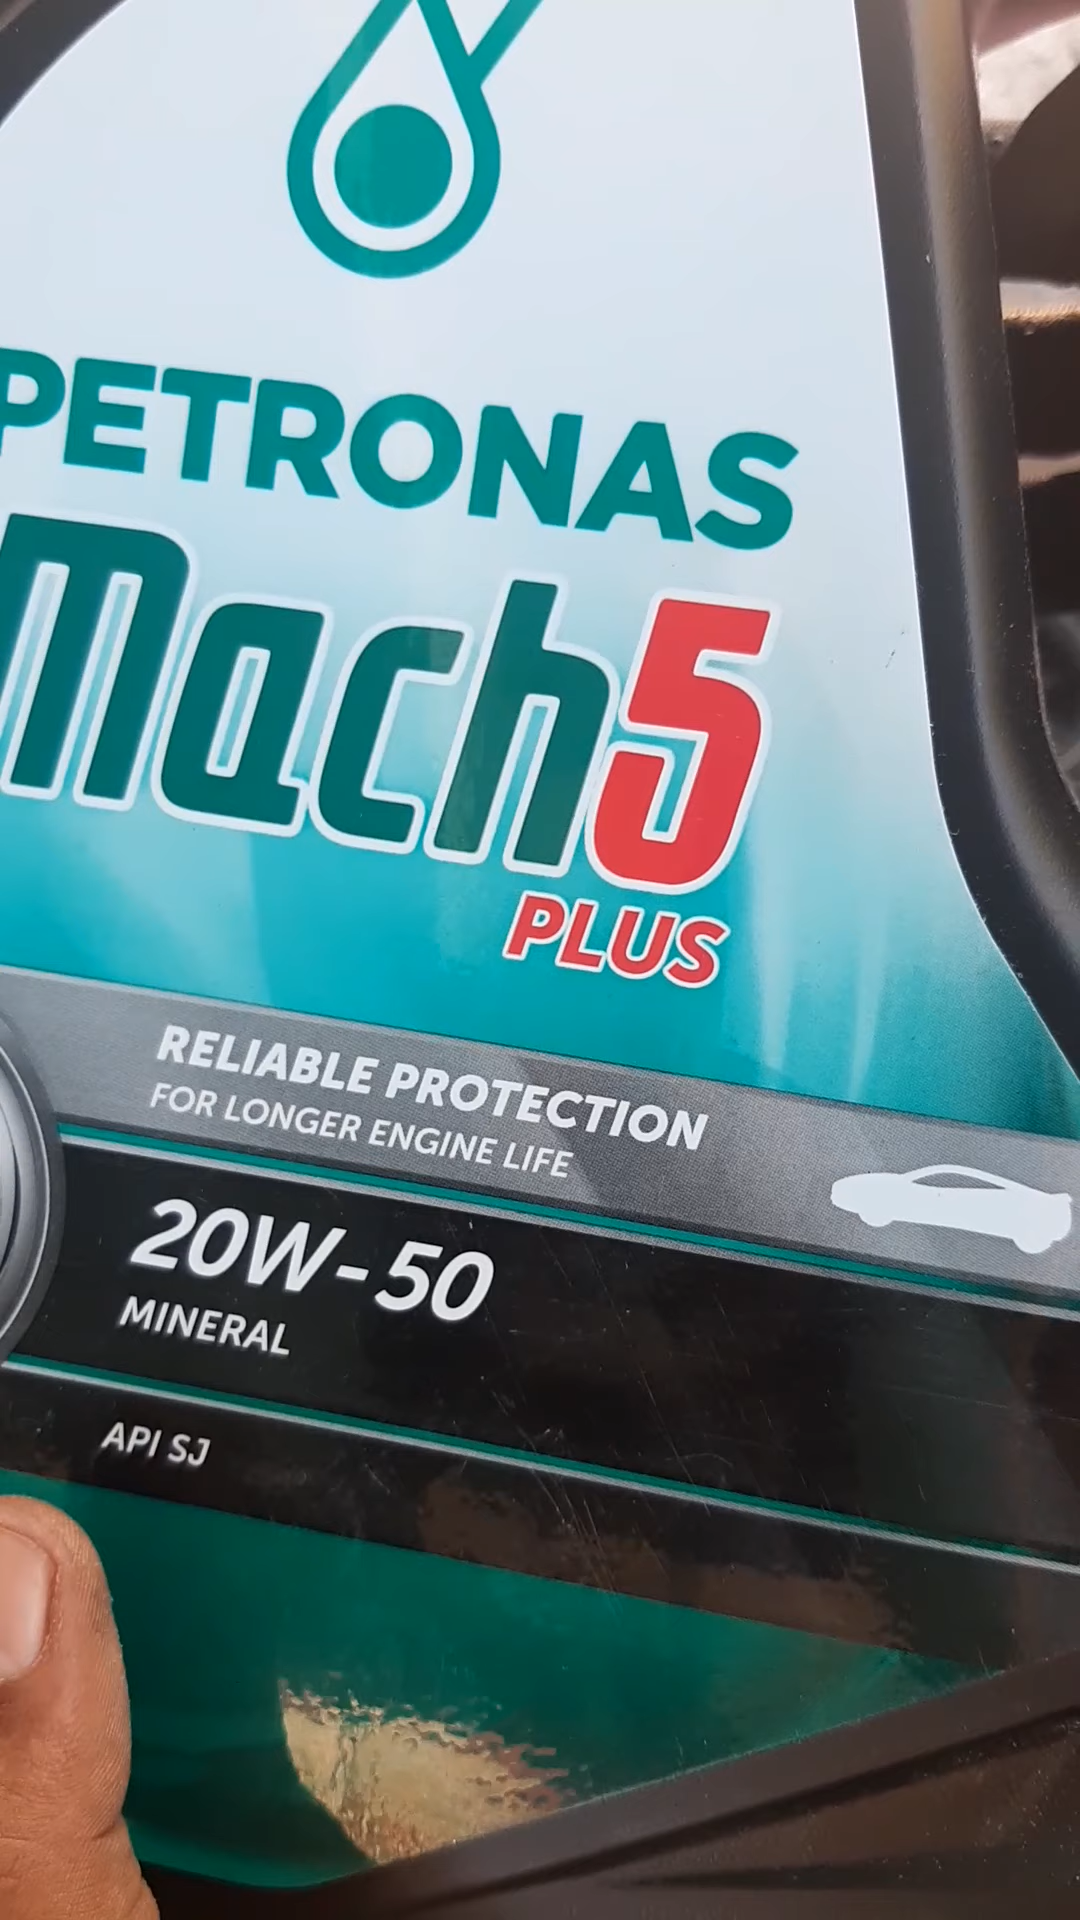 PETRONAS
Mach5
PLUS
RELIABLE PROTECTION
FOR LONGER ENGINE LIFE
20W-50
MINERAL
API SJ